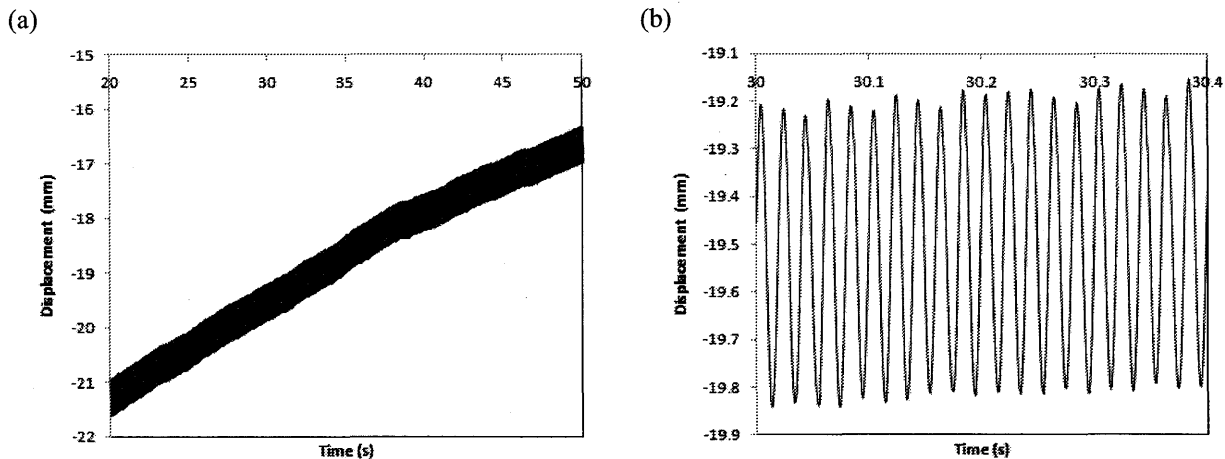 (a)
-15
20 25 30 35 40 45 50
-16
-17
-18
-19
-20
-21
-22
Displacement (mm)
Time (s)
(b)
-19.1
30 30.1 30.2 30.3 30.4
-19.2
-19.3
-19.4
-19.5
-19.6
-19.7
-19.8
-19.9
Displacement (mm)
Time (s)